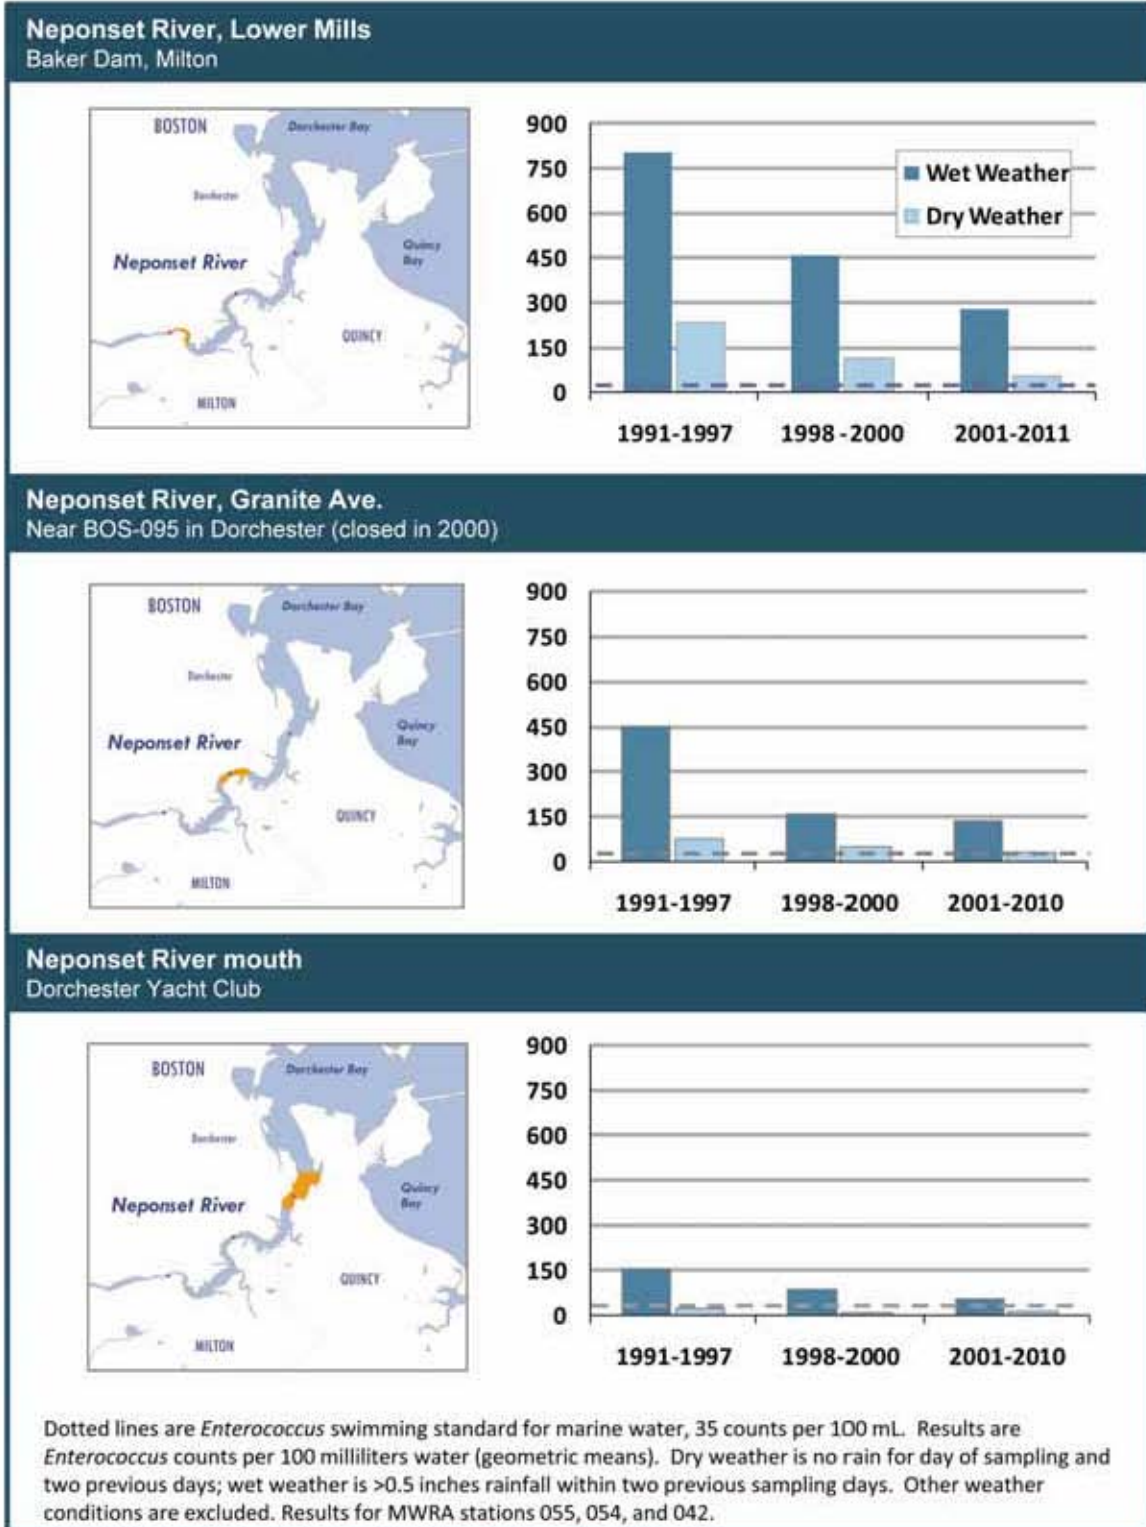 Neponset River, Lower Mills
Baker Dam, Milton
BOSTON
Dorchester Bay
Dorchester
Neponset River
Quincy
Bay
QUINCY
MILTON
900
750
600
450
300
150
0
Wet Weather
Dry Weather
1991-1997
1998-2000
2001-2011
Neponset River, Granite Ave.
Near BOS-095 in Dorchester (closed in 2000)
BOSTON
Dorchester Bay
Dorchester
Neponset River
Quincy
Bay
QUINCY
MILTON
900
750
600
450
300
150
0
1991-1997
1998-2000
2001-2010
Neponset River mouth
Dorchester Yacht Club
BOSTON
Dorchester Bay
Dorchester
Neponset River
Quincy
Bay
QUINCY
MILTON
900
750
600
450
300
150
0
1991-1997
1998-2000
2001-2010
Dotted lines are Enterococcus swimming standard for marine water, 35 counts per 100 mL. Results are
Enterococcus counts per 100 milliliters water (geometric means). Dry weather is no rain for day of sampling and
two previous days; wet weather is >0.5 inches rainfall within two previous sampling days. Other weather
conditions are excluded. Results for MWRA stations 055, 054, and 042.